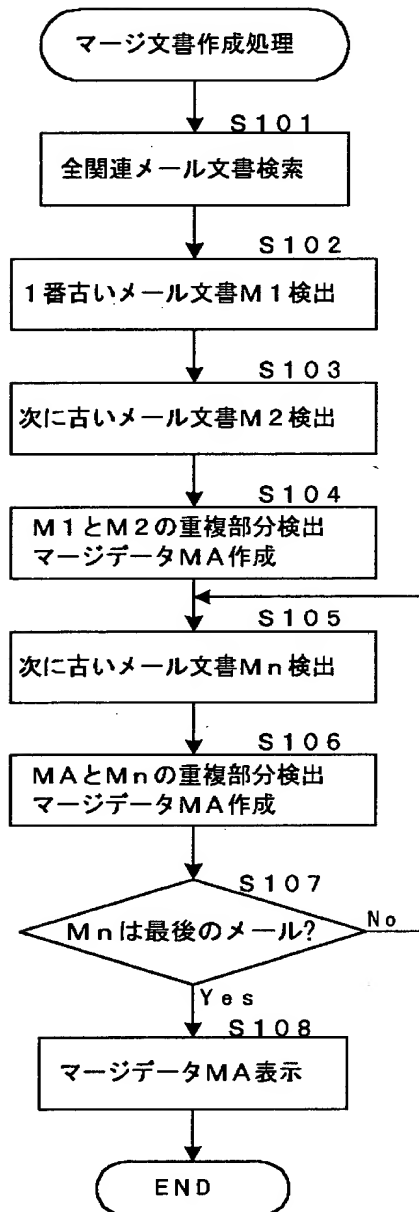 マージ文書作成処理
S101
全関連メール文書検索
S102
1番古いメール文書M1検出
S103
次に古いメール文書M2検出
S104
M1とM2の重複部分検出
マージデータMA作成
S105
次に古いメール文書Mn検出
S106
MAとMnの重複部分検出
マージデータMA作成
S107
Mnは最後のメール?
No
Yes
S108
マージデータMA表示
END